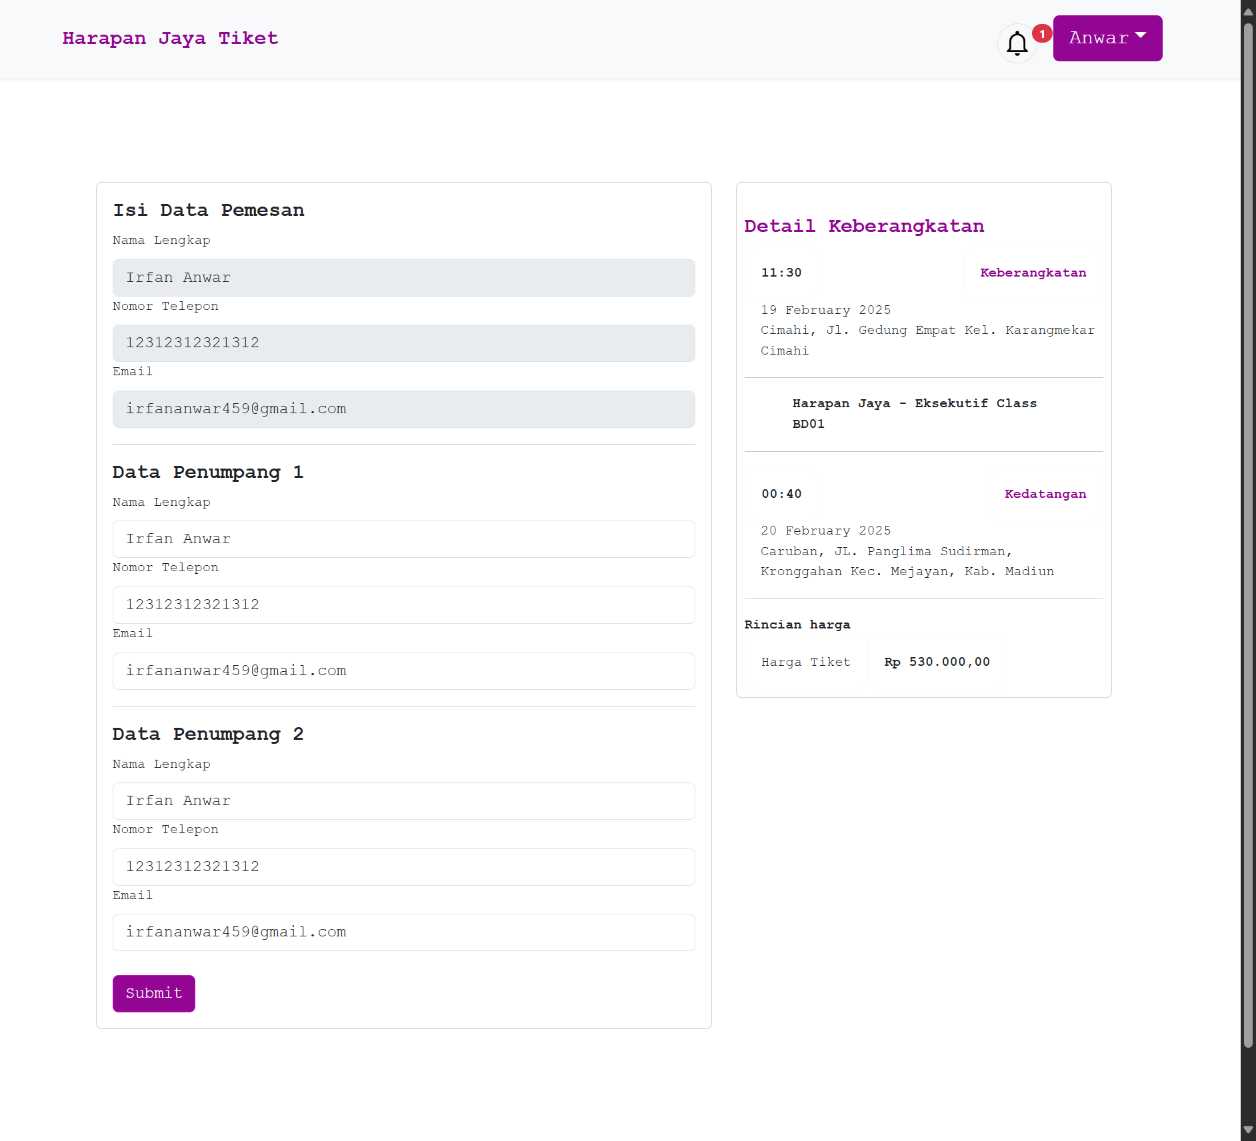 Harapan Jaya Tiket
1
Anwar
Isi Data Pemesan
Nama Lengkap
Irfan Anwar
Nomor Telepon
12312312321312
Email
irfananwar459@gmail.com
Data Penumpang 1
Nama Lengkap
Irfan Anwar
Nomor Telepon
12312312321312
Email
irfananwar459@gmail.com
Data Penumpang 2
Nama Lengkap
Irfan Anwar
Nomor Telepon
12312312321312
Email
irfananwar459@gmail.com
Submit
Detail Keberangkatan
11:30 Keberangkatan
19 February 2025
Cimahi, Jl. Gedung Empat Kel. Karangmekar
Cimahi
Harapan Jaya - Eksekutif Class
BD01
00:40 Kedatangan
20 February 2025
Caruban, JL. Panglima Sudirman,
Kronggahan Kec. Mejayan, Kab. Madiun
Rincian harga
Harga Tiket Rp 530.000,00